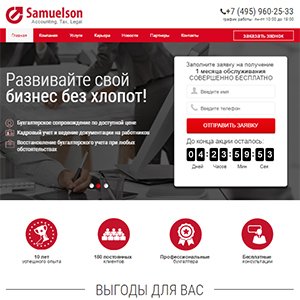 Samuelson
Accounting, Tax, Legal
+7 (495) 960-25-33
график работы: пн-пт 10:00 до 18:00
Главная Компания Услуги Карьера Новости Партнеры Контакты
Заказать звонок
Развивайте свой
бизнес без хлопот!
Бухгалтерское сопровождение по доступной цене
Кадровый учет и ведение документации на работников
Восстановление бухгалтерского учета при любых
обстоятельствах
Заполните заявку на получение
1 месяца обслуживания
СОВЕРШЕННО БЕСПЛАТНО!
Введите имя
Введите телефон
ОТПРАВИТЬ ЗАЯВКУ
До конца акции осталось:
04:23:59:53
Дней Часов Мин Сек
10 лет
успешного опыта
100 постоянных
клиентов
Профессиональные
бухгалтера
Бесплатные
консультации
ВЫГОДЫ ДЛЯ ВАС